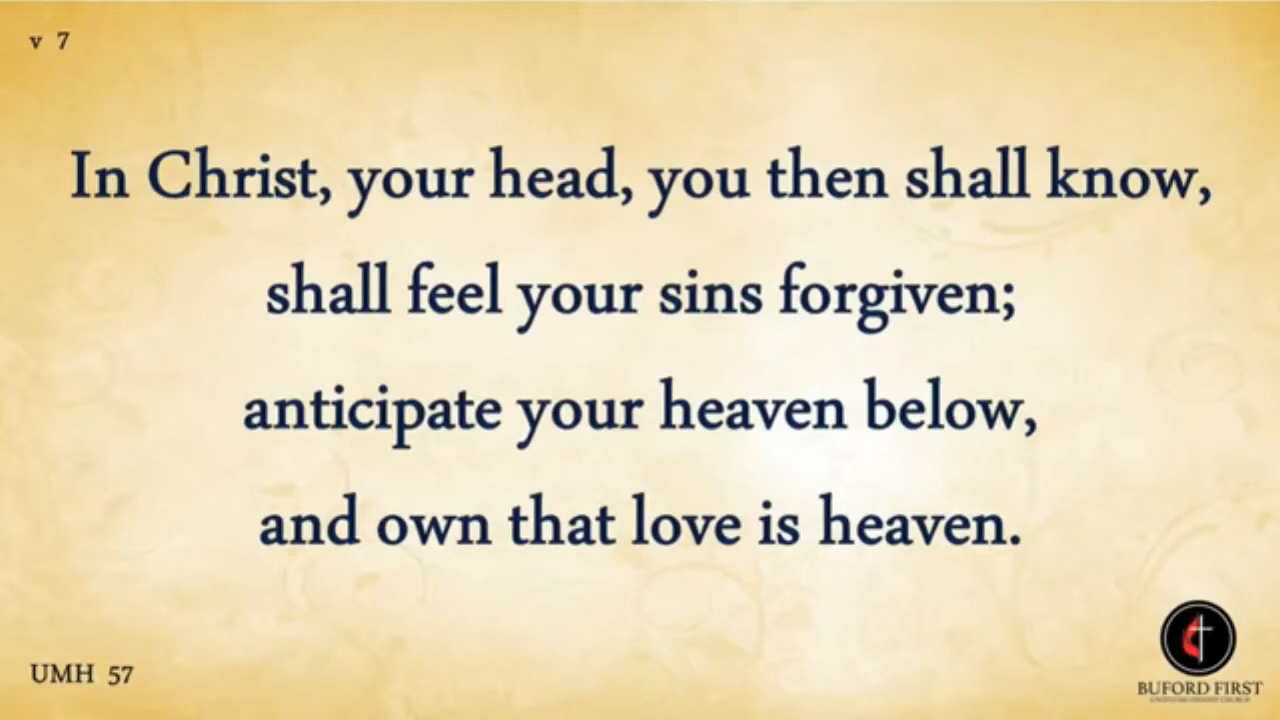 v 7
In Christ, your head, you then shall know,
shall feel your sins forgiven;
anticipate your heaven below,
and own that love is heaven.
UMH 57
BUFORD FIRST